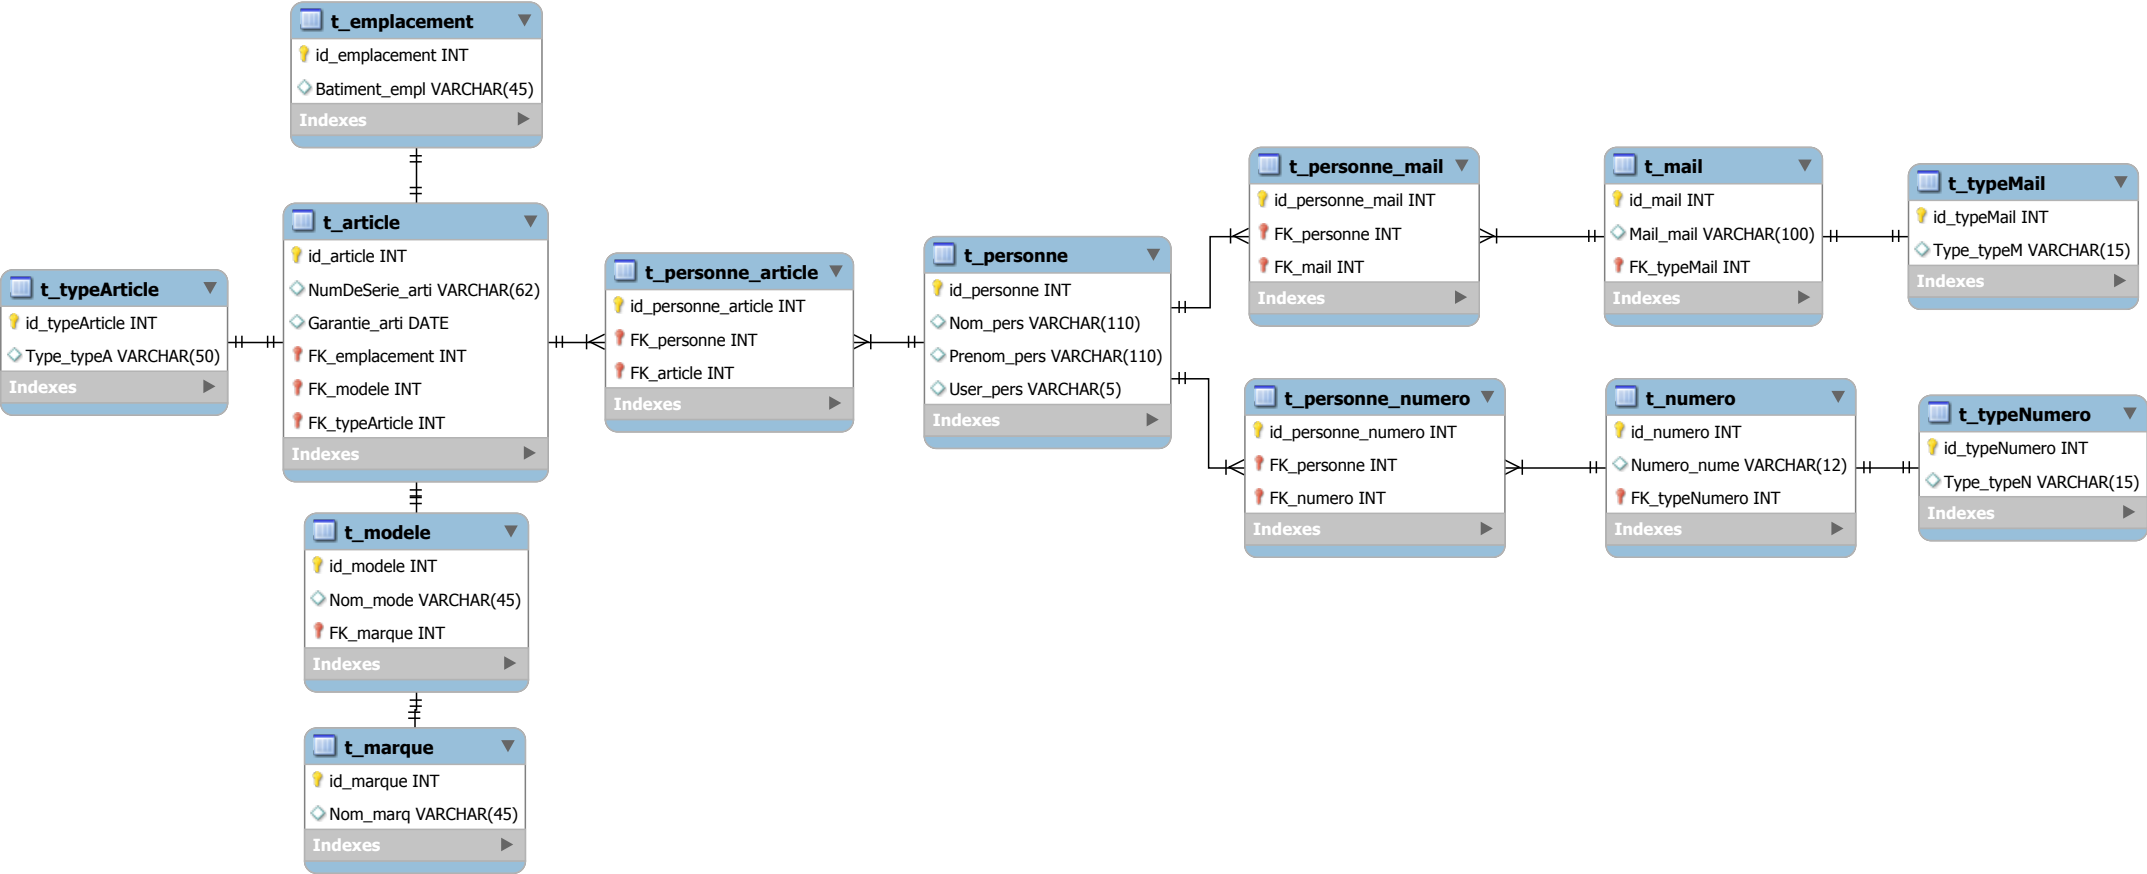 t_emplacement
id_emplacement INT
Batiment_empl VARCHAR(45)
Indexes
t_typeArticle
id_typeArticle INT
Type_typeA VARCHAR(50)
Indexes
t_article
id_article INT
NumDeSerie_arti VARCHAR(62)
Garantie_arti DATE
FK_emplacement INT
FK_modele INT
FK_typeArticle INT
Indexes
t_modele
id_modele INT
Nom_mode VARCHAR(45)
FK_marque INT
Indexes
t_marque
id_marque INT
Nom_marq VARCHAR(45)
Indexes
t_personne_article
id_personne_article INT
FK_personne INT
FK_article INT
Indexes
t_personne
id_personne INT
Nom_pers VARCHAR(110)
Prenom_pers VARCHAR(110)
User_pers VARCHAR(5)
Indexes
t_personne_mail
id_personne_mail INT
FK_personne INT
FK_mail INT
Indexes
t_mail
id_mail INT
Mail_mail VARCHAR(100)
FK_typeMail INT
Indexes
t_typeMail
id_typeMail INT
Type_typeM VARCHAR(15)
Indexes
t_personne_numero
id_personne_numero INT
FK_personne INT
FK_numero INT
Indexes
t_numero
id_numero INT
Numero_nume VARCHAR(12)
FK_typeNumero INT
Indexes
t_typeNumero
id_typeNumero INT
Type_typeN VARCHAR(15)
Indexes